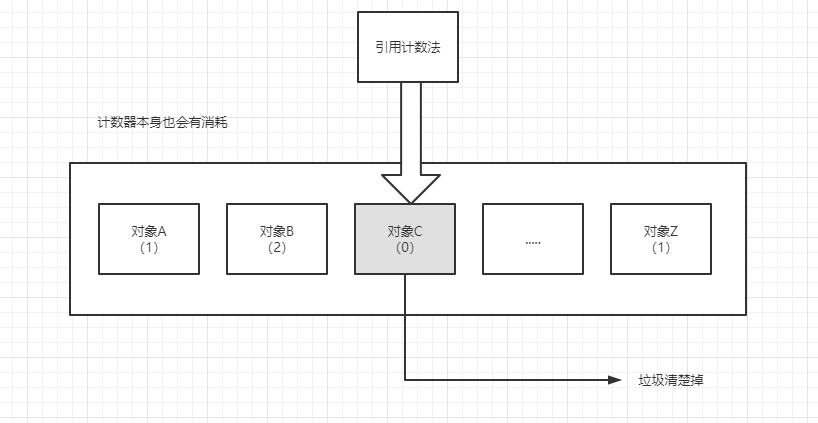 引用计数法
计数器本身也会有消耗
对象A
（1）
对象B
（2）
对象C
（0）
.....
对象Z
（1）
垃圾清楚掉